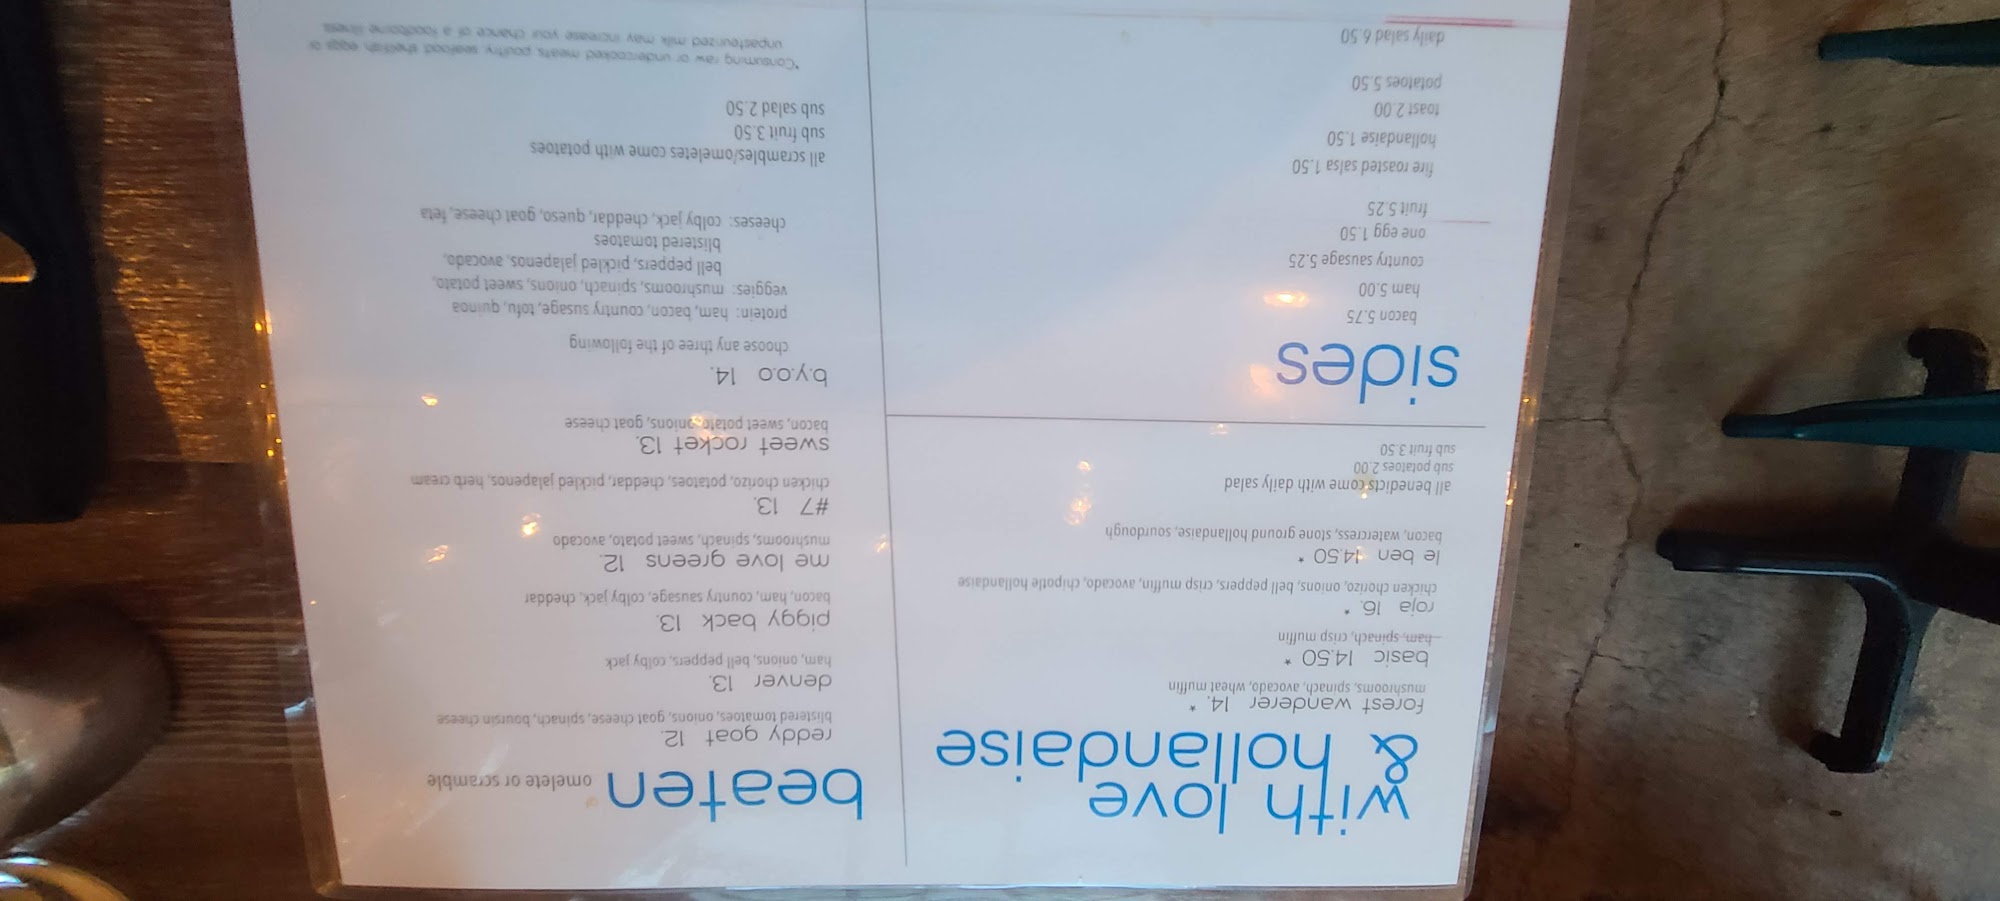 with love
& hollandaise
forest wanderer 14. *
mushrooms, spinach, avocado, wheat muffin
basic 14.50 *
ham, spinach, crisp muffin
roja 16. *
chicken chorizo, onions, bell peppers, crisp muffin, avocado, chipotle hollandaise
le ben 14.50 *
bacon, watercress, stone ground hollandaise, sourdough
all benedicts come with daily salad
sub potatoes 2.00
sub fruit 3.50
sides
bacon 5.75
ham 5.00
country sausage 5.25
one egg 1.50
fruit 5.25
fire roasted salsa 1.50
hollandaise 1.50
toast 2.00
potatoes 5.50
daily salad 6.50
beaten omelete or scramble
reddy goat 12.
blistered tomatoes, onions, goat cheese, spinach, boursin cheese
denver 13.
ham, onions, bell peppers, colby jack
piggy back 13.
bacon, ham, country sausage, colby jack, cheddar
me love greens 12.
mushrooms, spinach, sweet potato, avocado
#7 13.
chicken chorizo, potatoes, cheddar, pickled jalapenos, herb cream
sweet rocket 13.
bacon, sweet potato, onions, goat cheese
b.y.o.o 14.
choose any three of the following
protein: ham, bacon, country susage, tofu, quinoa
veggies: mushrooms, spinach, onions, sweet potato,
bell peppers, pickled jalapenos, avocado,
blistered tomatoes
cheeses: colby jack, cheddar, queso, goat cheese, feta
all scrambles/omeletes come with potatoes
sub fruit 3.50
sub salad 2.50
*Consuming raw or undercooked meats poultry seafood shellfish eggs or
unpasteurized milk may increase your chance of a foodborne illness